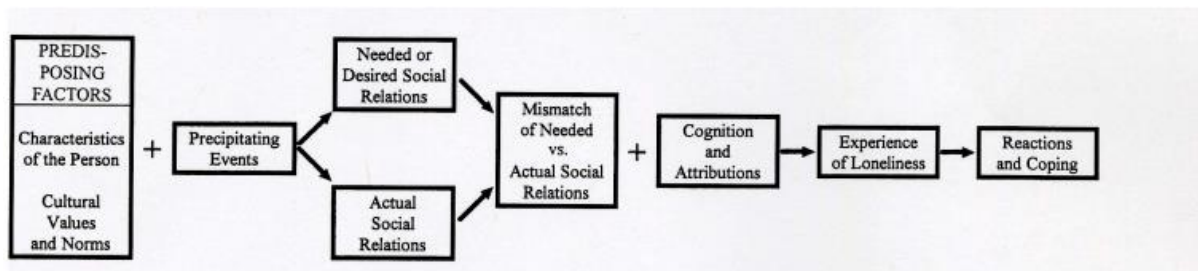 PREDIS-
POSING
FACTORS
Characteristics
of the Person
Cultural
Values
and Norms
+
Precipitating
Events
Needed or
Desired Social
Relations
Actual
Social
Relations
Mismatch
of Needed
vs.
Actual Social
Relations
+
Cognition
and
Attributions
Experience
of Loneliness
Reactions
and Coping